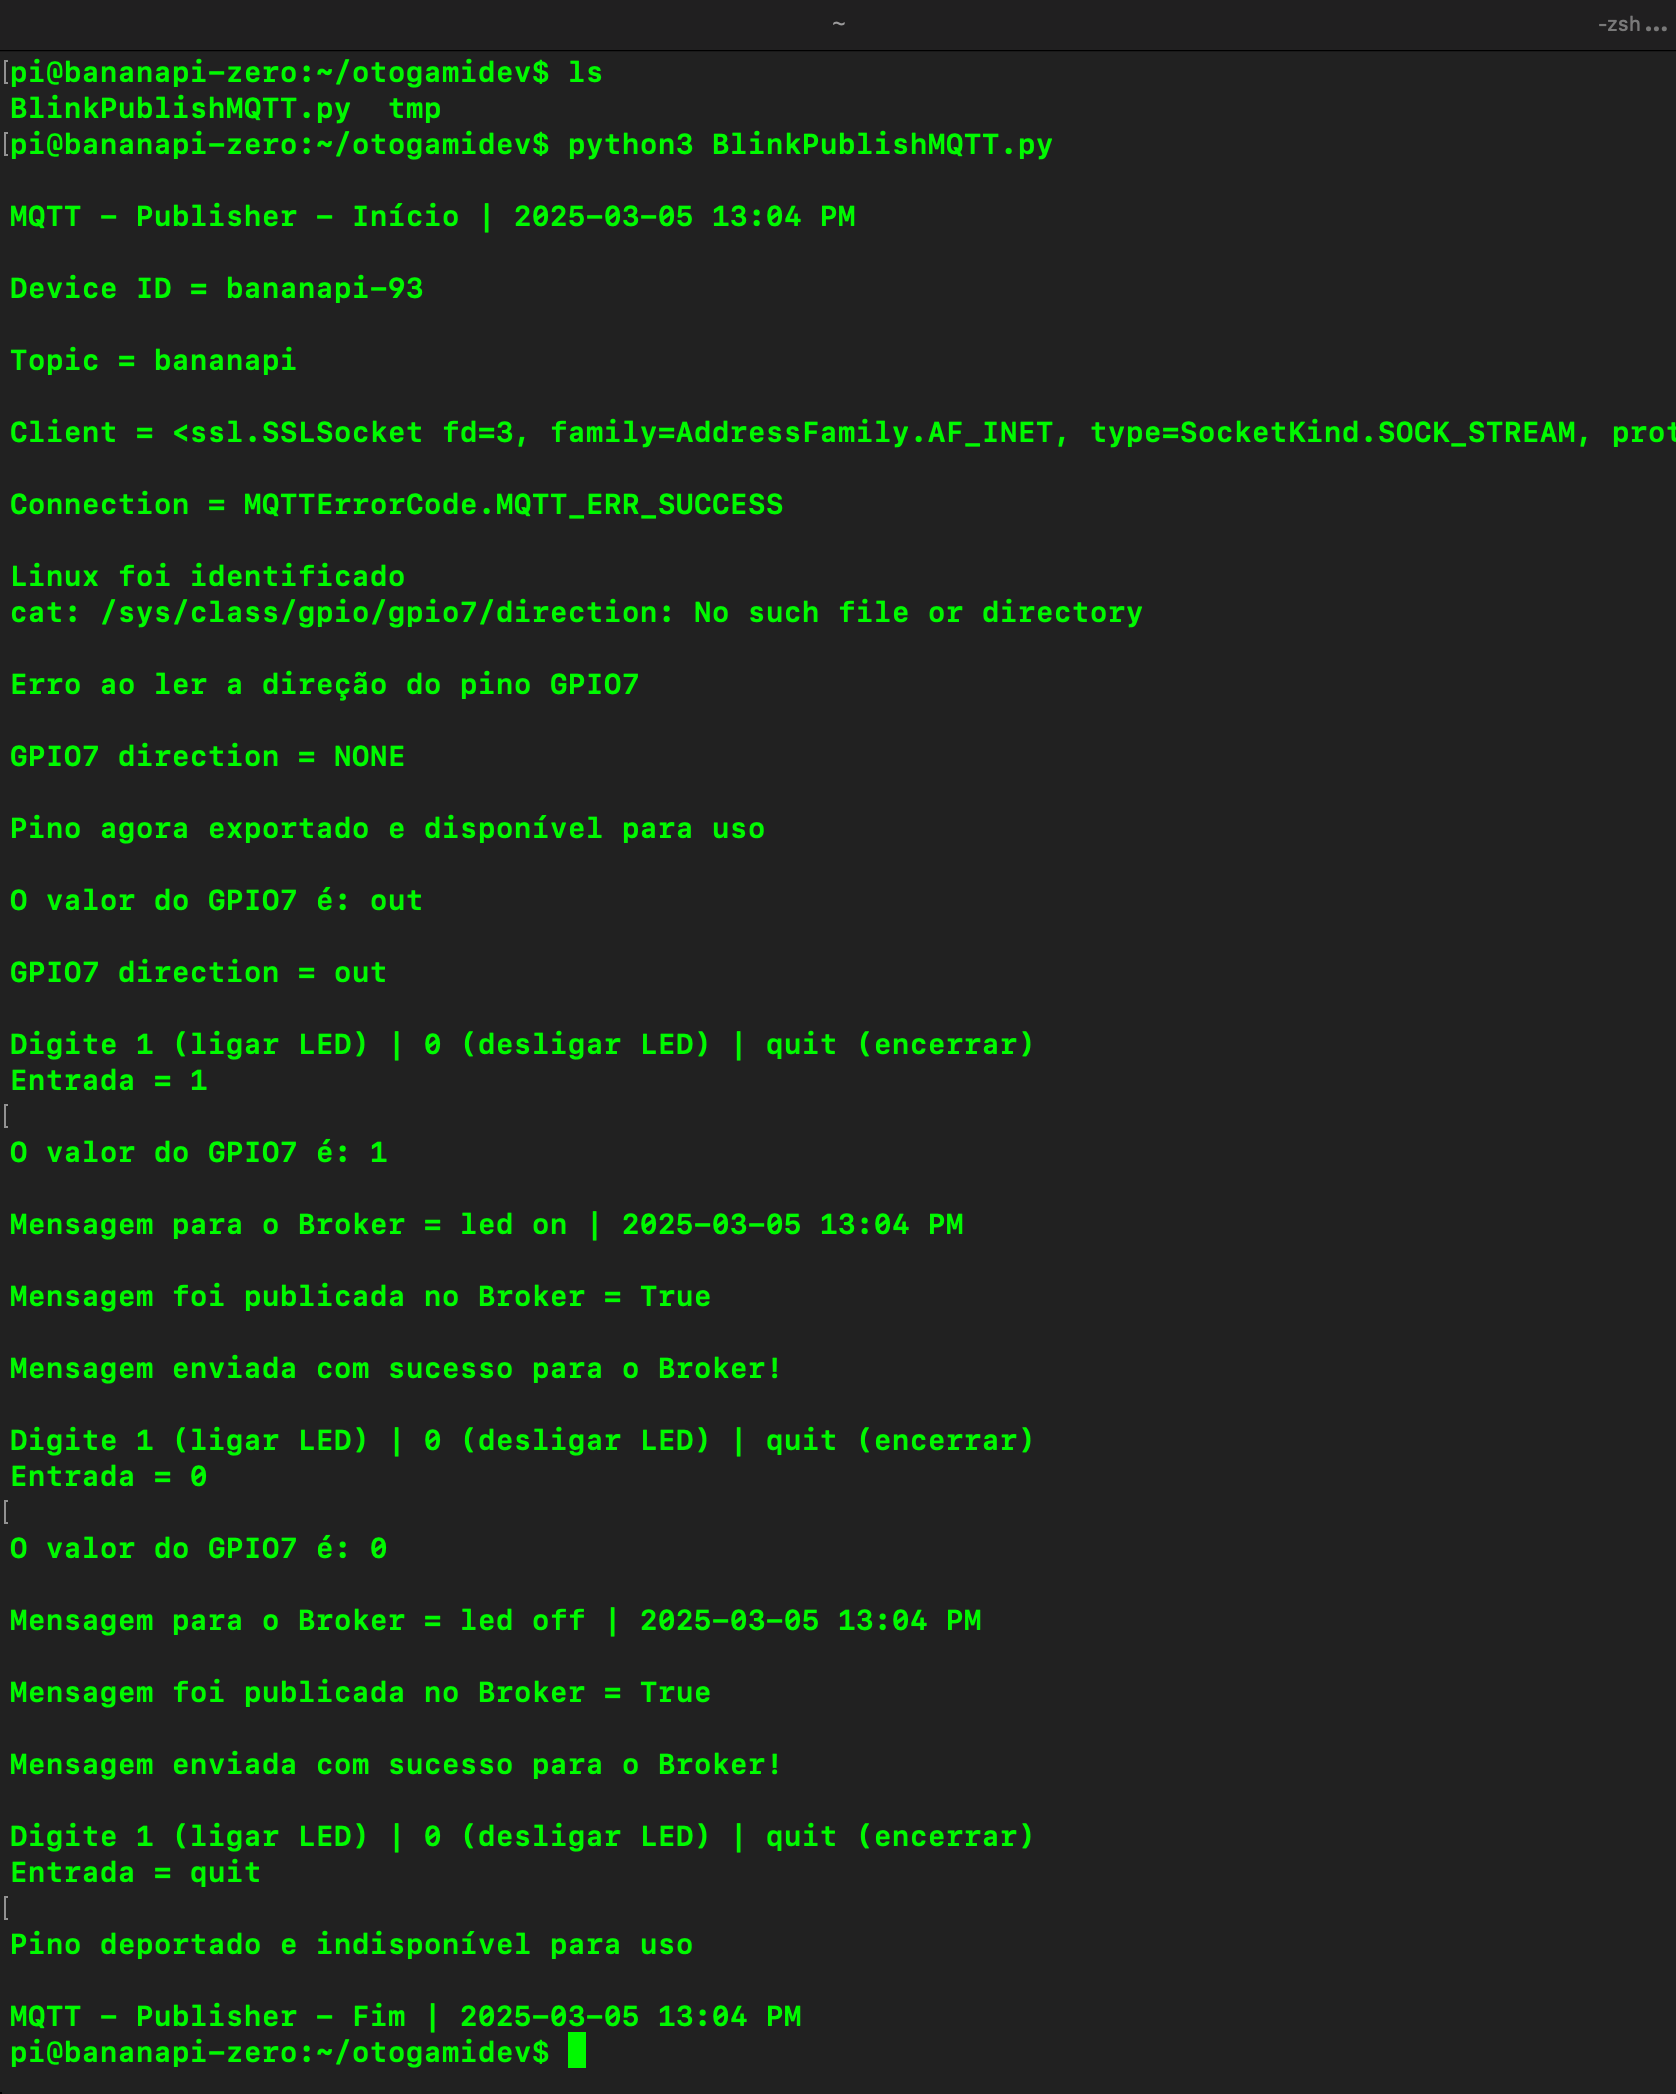 ~
-zsh...
pi@bananapi-zero:~/otogamidev$ ls
BlinkPublishMQTT.py  tmp
pi@bananapi-zero:~/otogamidev$ python3 BlinkPublishMQTT.py
MQTT - Publisher - Início | 2025-03-05 13:04 PM
Device ID = bananapi-93
Topic = bananapi
Client = <ssl.SSLSocket fd=3, family=AddressFamily.AF_INET, type=SocketKind.SOCK_STREAM, prot
Connection = MQTTErrorCode.MQTT_ERR_SUCCESS
Linux foi identificado
cat: /sys/class/gpio/gpio7/direction: No such file or directory
Erro ao ler a direção do pino GPIO7
GPIO7 direction = NONE
Pino agora exportado e disponível para uso
O valor do GPIO7 é: out
GPIO7 direction = out
Digite 1 (ligar LED) | 0 (desligar LED) | quit (encerrar)
Entrada = 1
O valor do GPIO7 é: 1
Mensagem para o Broker = led on | 2025-03-05 13:04 PM
Mensagem foi publicada no Broker = True
Mensagem enviada com sucesso para o Broker!
Digite 1 (ligar LED) | 0 (desligar LED) | quit (encerrar)
Entrada = 0
O valor do GPIO7 é: 0
Mensagem para o Broker = led off | 2025-03-05 13:04 PM
Mensagem foi publicada no Broker = True
Mensagem enviada com sucesso para o Broker!
Digite 1 (ligar LED) | 0 (desligar LED) | quit (encerrar)
Entrada = quit
Pino deportado e indisponível para uso
MQTT - Publisher - Fim | 2025-03-05 13:04 PM
pi@bananapi-zero:~/otogamidev$